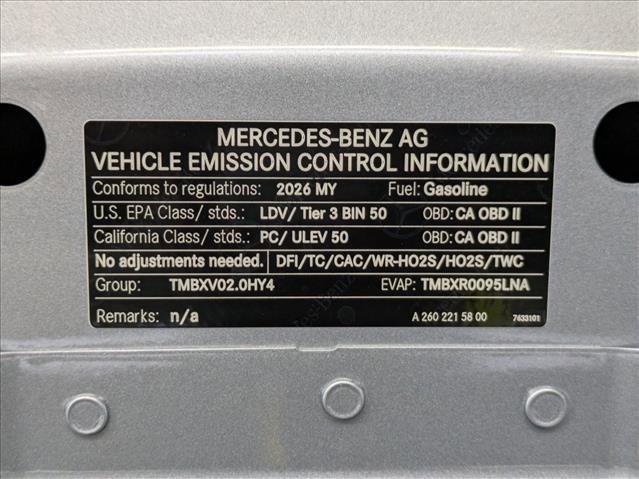 MERCEDES-BENZ AG
VEHICLE EMISSION CONTROL INFORMATION
Conforms to regulations: 2026 MY Fuel: Gasoline
U.S. EPA Class/ stds.: LDV/ Tier 3 BIN 50 OBD: CA OBD II
California Class/ stds.: PC/ ULEV 50 OBD: CA OBD II
No adjustments needed. DFI/TC/CAC/WR-HO2S/HO2S/TWC
Group: TMBXV02.0HY4 EVAP: TMBXR0095LNA
Remarks: n/a A 260 221 58 00 7633101